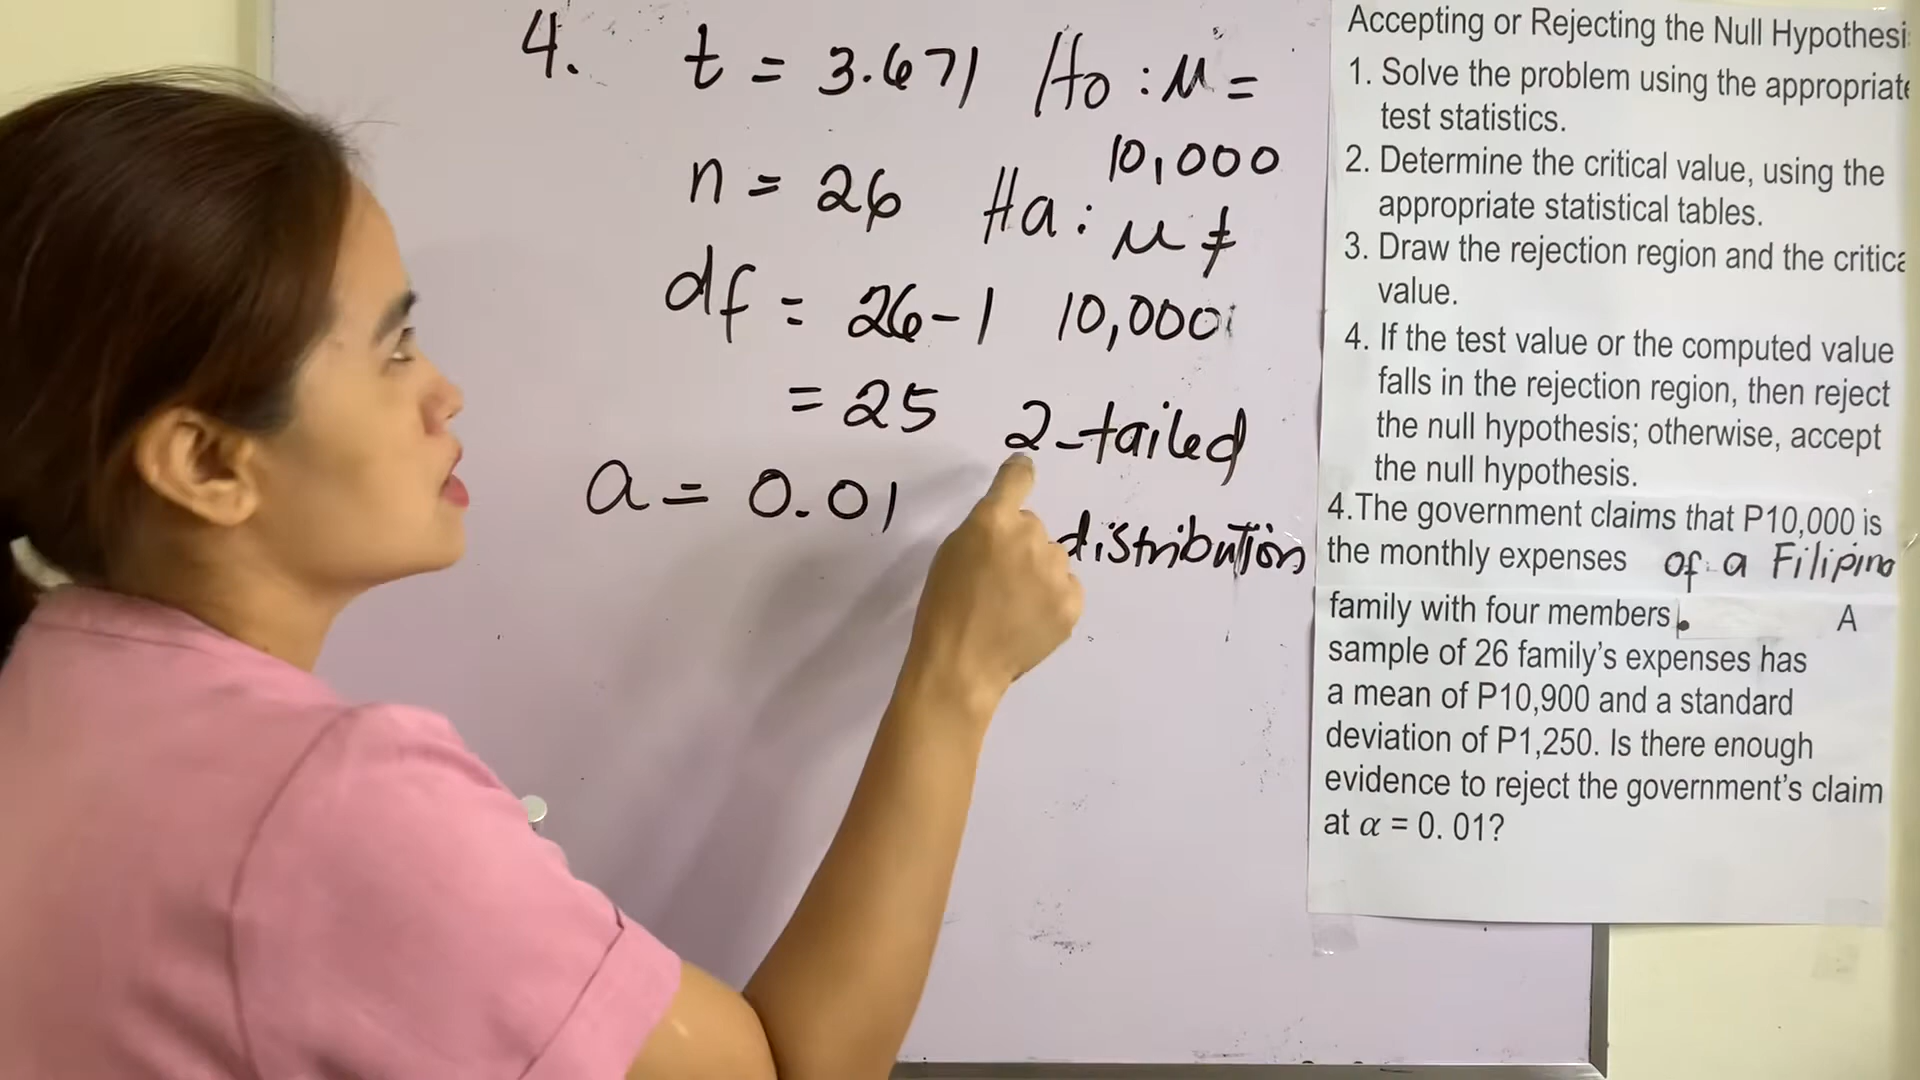 4. t = 3.671 Ho : μ =
10,000
n = 26 Ha : μ ≠
df = 26-1 10,000
= 25 2-tailed
a = 0.01
distribution
Accepting or Rejecting the Null Hypothesi
1. Solve the problem using the appropriate
test statistics.
2. Determine the critical value, using the
appropriate statistical tables.
3. Draw the rejection region and the critica
value.
4. If the test value or the computed value
falls in the rejection region, then reject
the null hypothesis; otherwise, accept
the null hypothesis.
4.The government claims that P10,000 is
the monthly expenses of a Filipino
family with four members. A
sample of 26 family's expenses has
a mean of P10,900 and a standard
deviation of P1,250. Is there enough
evidence to reject the government's claim
at α = 0. 01?